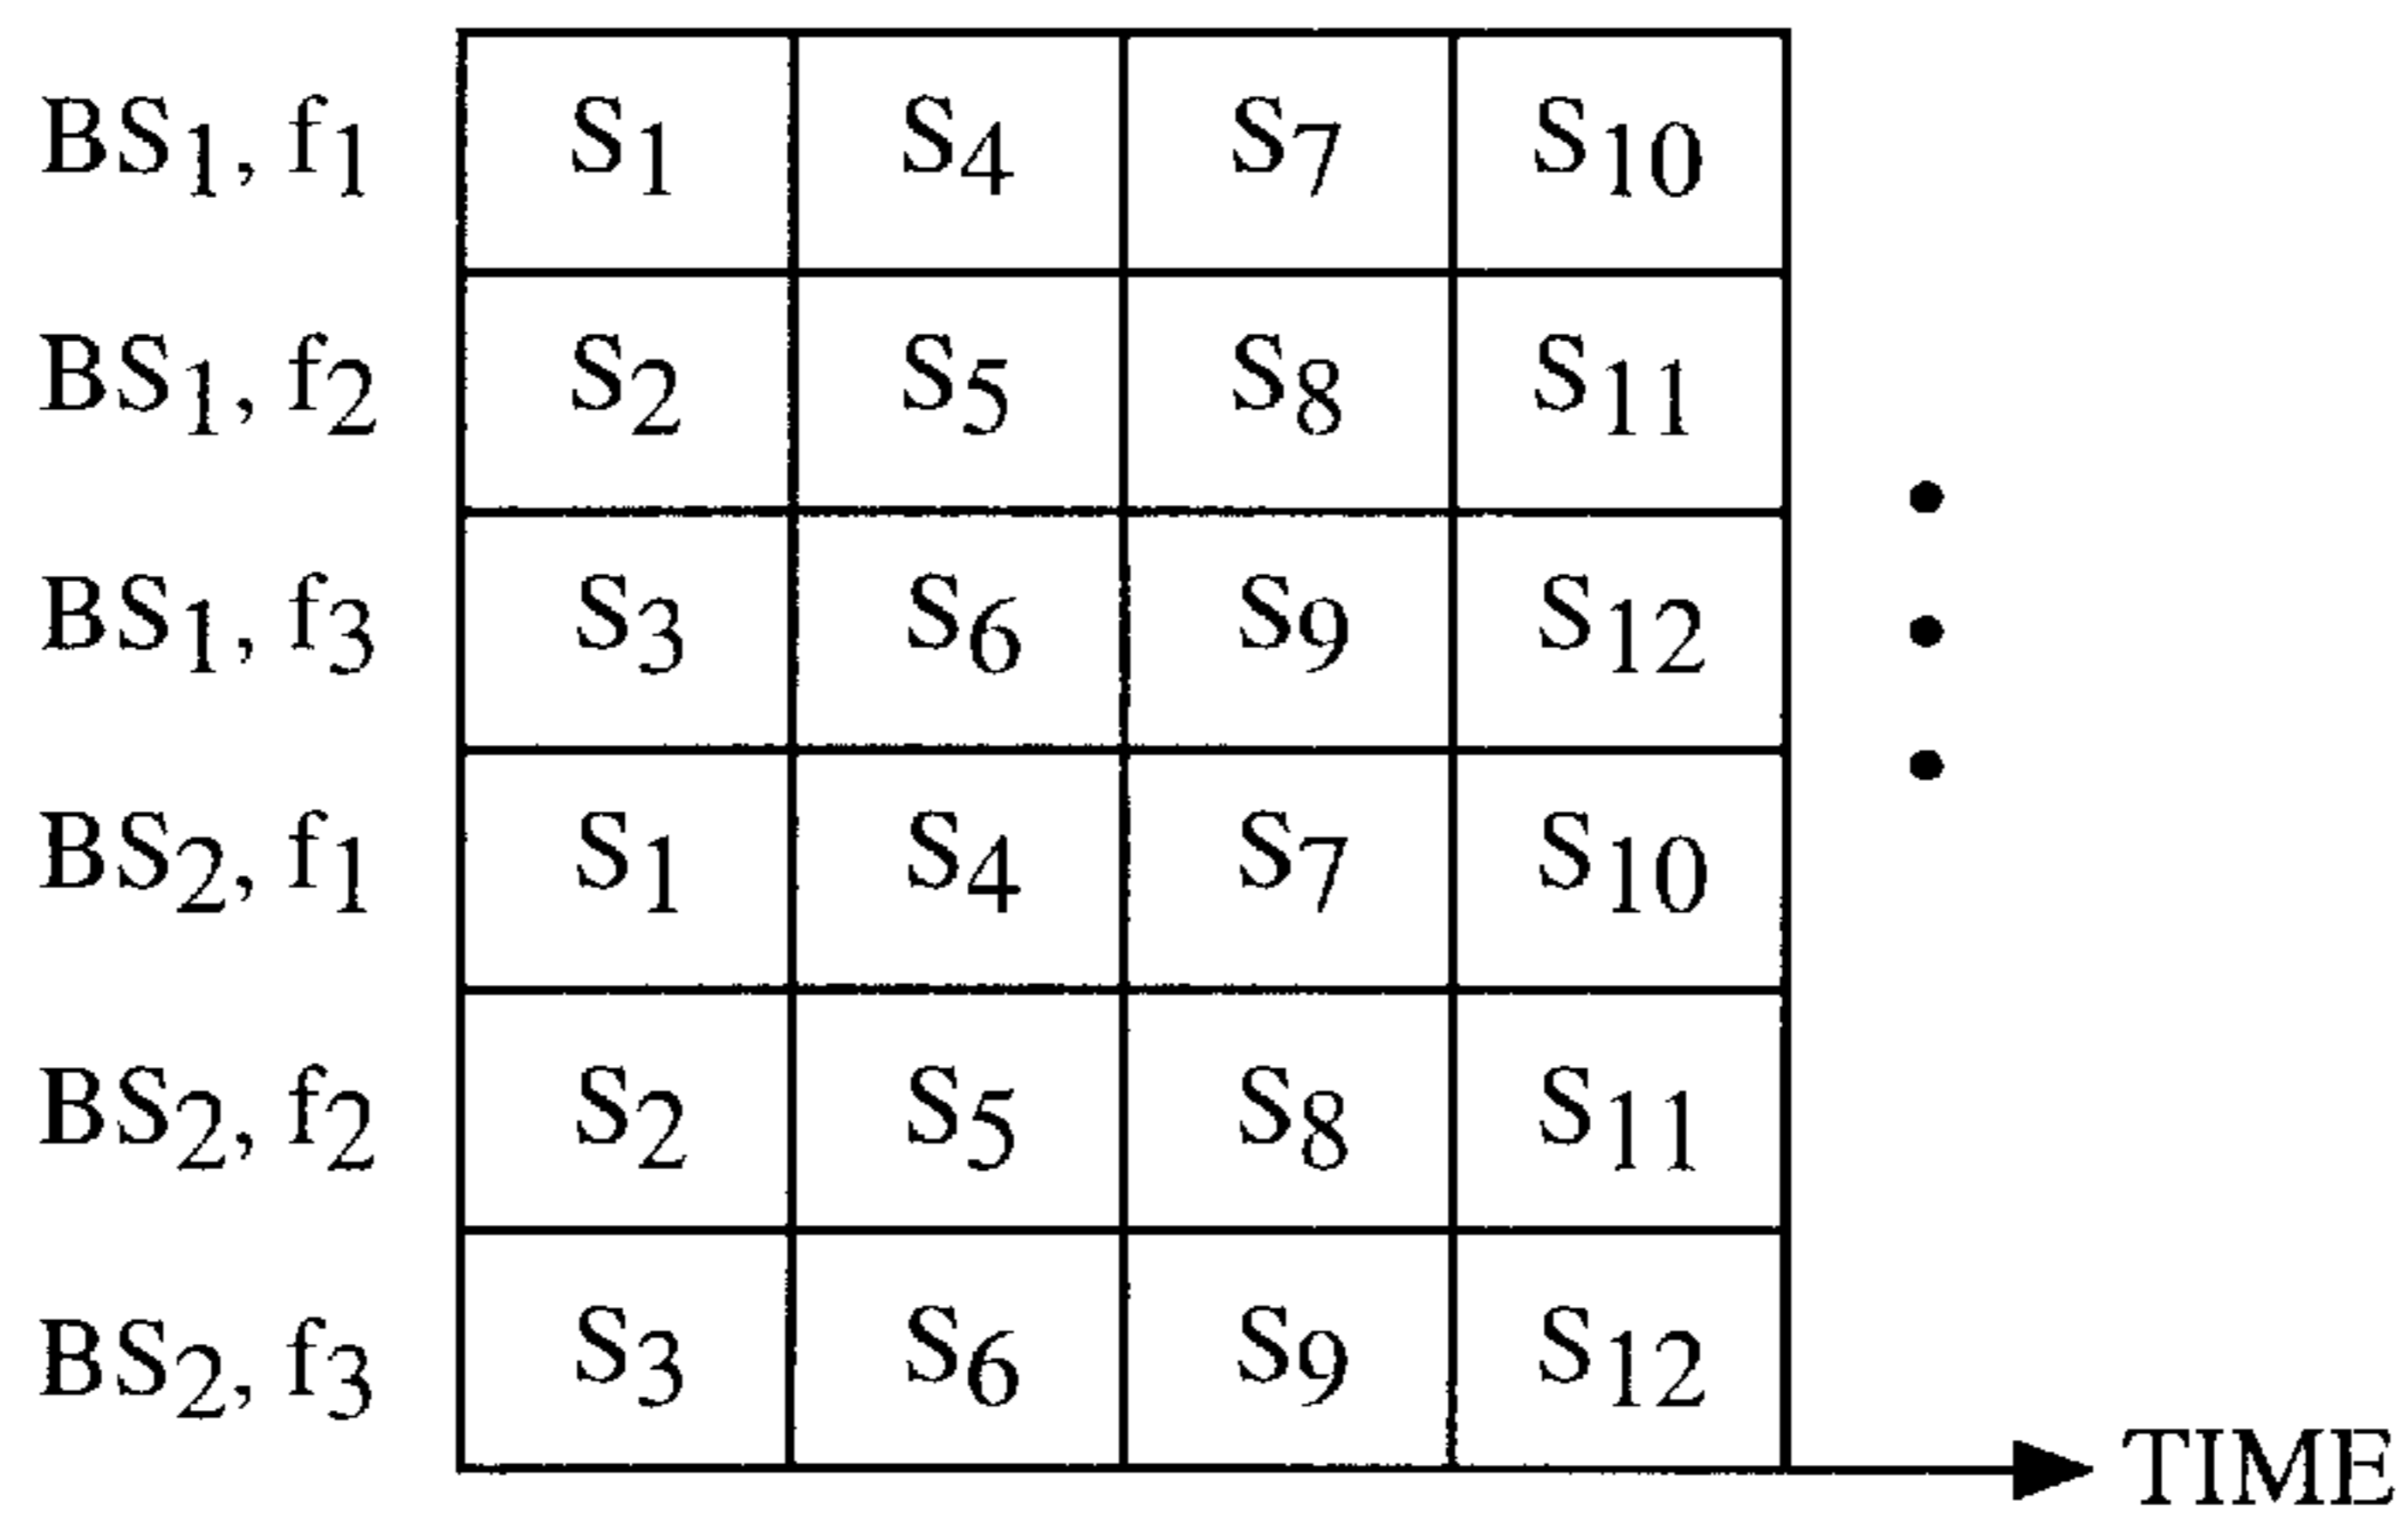 BS1, f1 S1 S4 S7 S10
BS1, f2 S2 S5 S8 S11
BS1, f3 S3 S6 S9 S12
BS2, f1 S1 S4 S7 S10
BS2, f2 S2 S5 S8 S11
BS2, f3 S3 S6 S9 S12
TIME